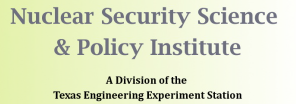 Nuclear Security Science
& Policy Institute
A Division of the
Texas Engineering Experiment Station